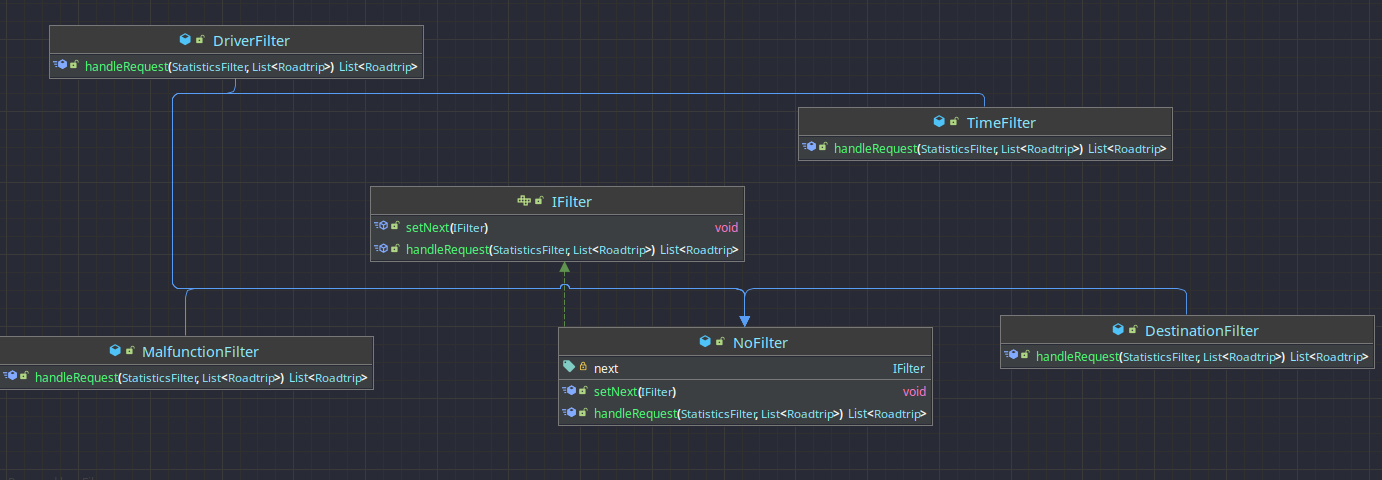 DriverFilter
handleRequest(StatisticsFilter, List<Roadtrip>) List<Roadtrip>
TimeFilter
handleRequest(StatisticsFilter, List<Roadtrip>) List<Roadtrip>
IFilter
setNext(IFilter) void
handleRequest(StatisticsFilter, List<Roadtrip>) List<Roadtrip>
DestinationFilter
handleRequest(StatisticsFilter, List<Roadtrip>) List<Roadtrip>
NoFilter
next IFilter
setNext(IFilter) void
handleRequest(StatisticsFilter, List<Roadtrip>) List<Roadtrip>
MalfunctionFilter
handleRequest(StatisticsFilter, List<Roadtrip>) List<Roadtrip>